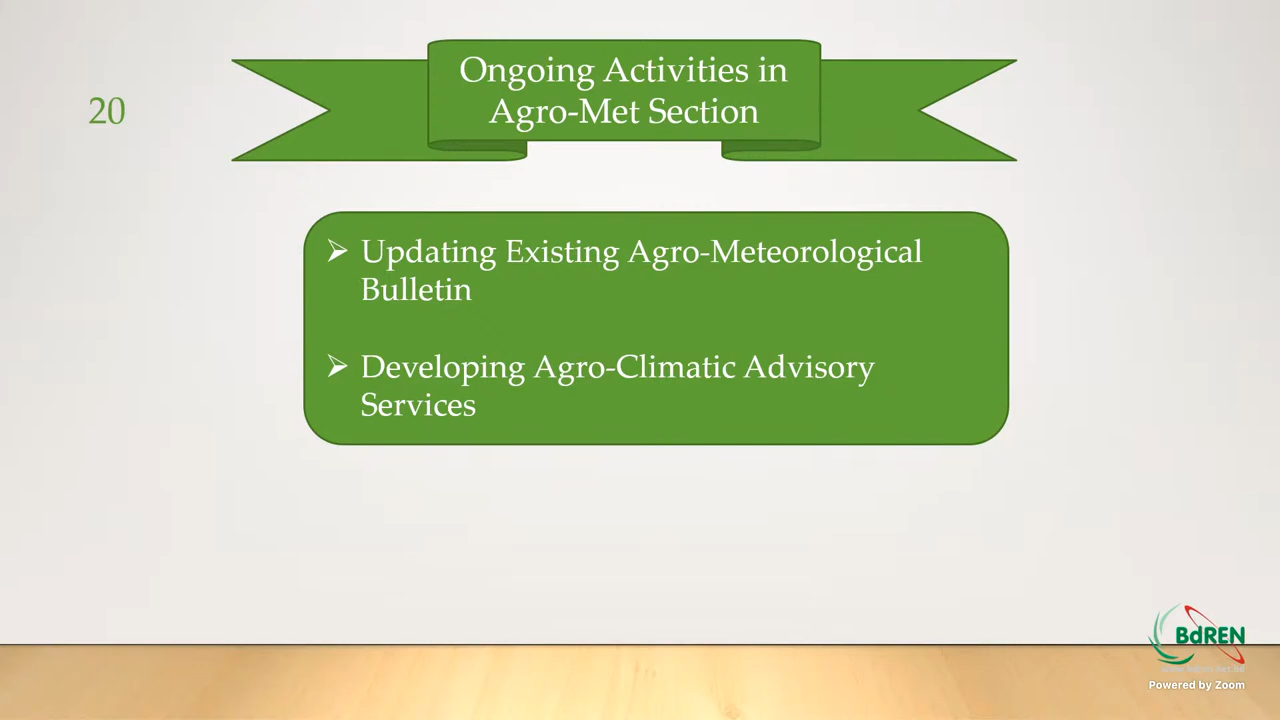 Ongoing Activities in
Agro-Met Section
20
➢ Updating Existing Agro-Meteorological
Bulletin
➢ Developing Agro-Climatic Advisory
Services
BdREN
Powered by Zoom